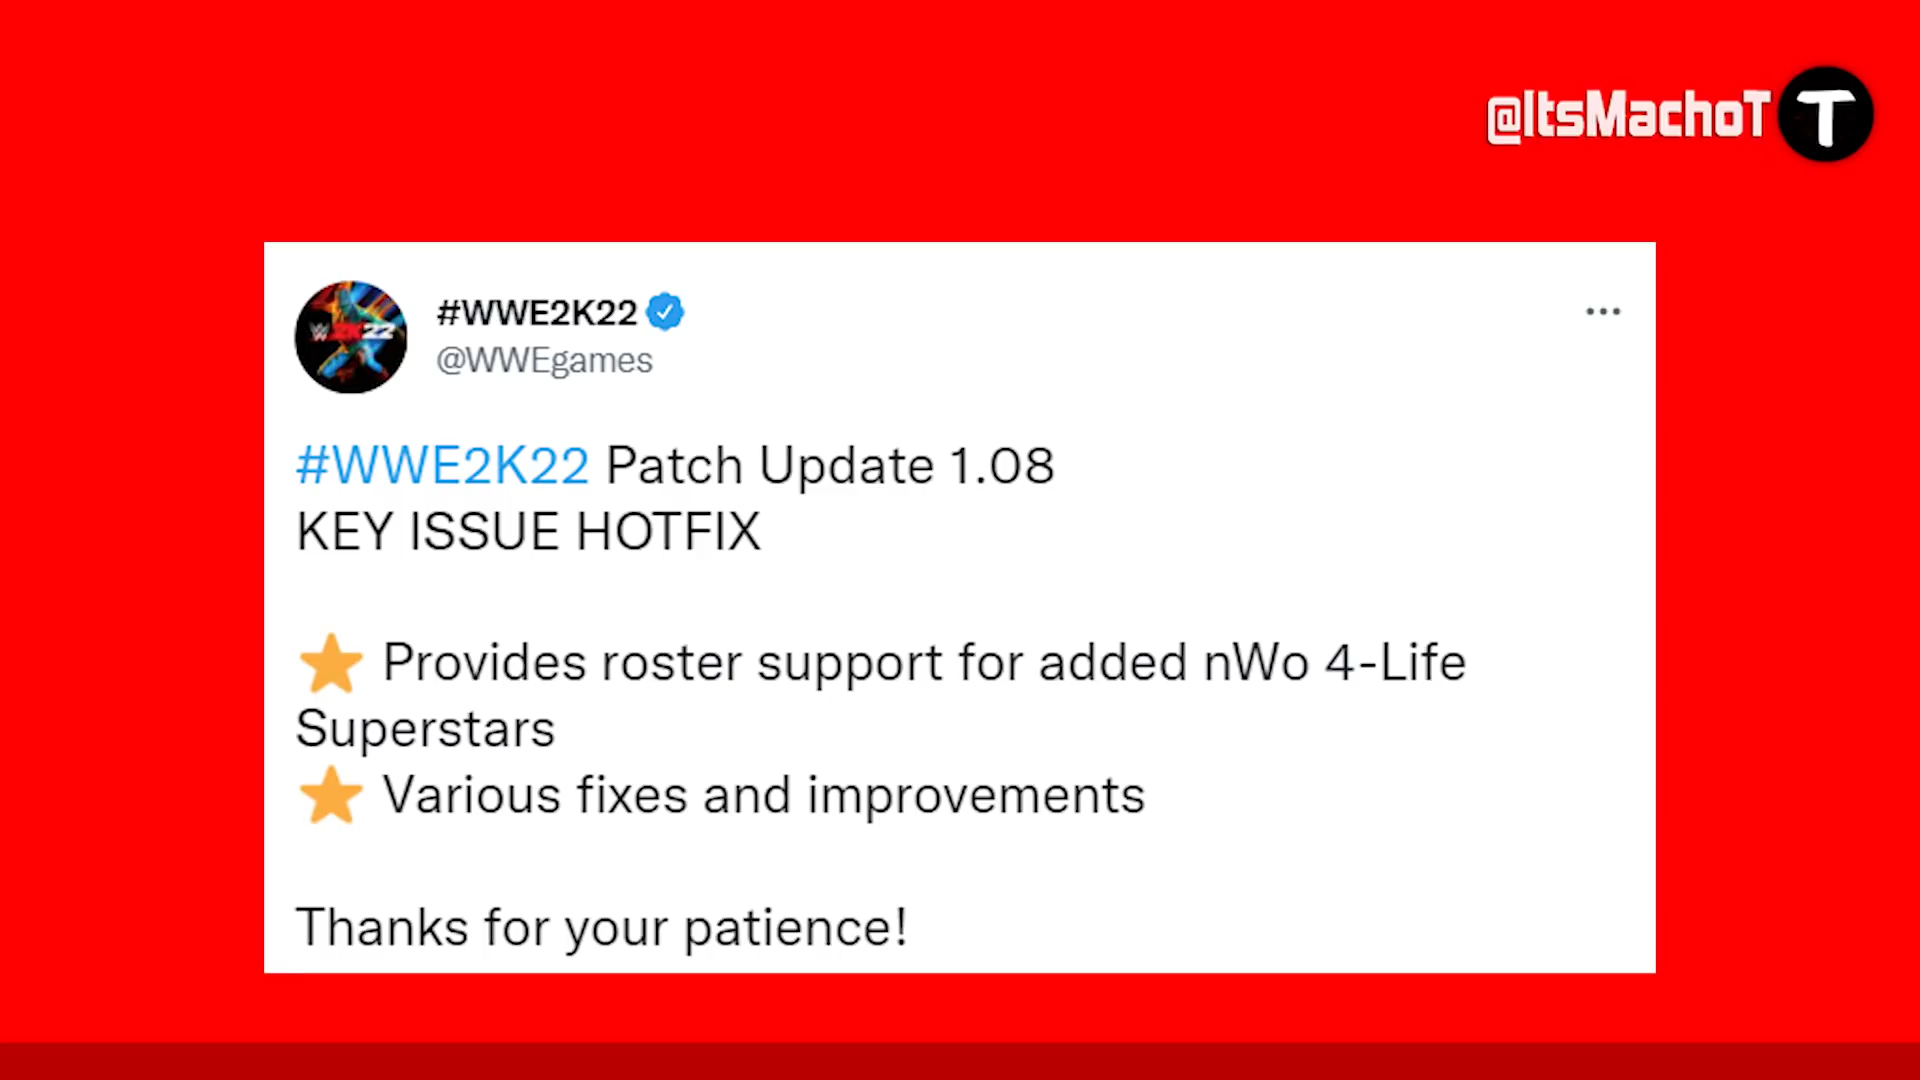 @ItsMachoT T
W 2K22
#WWE2K22
@WWEgames
#WWE2K22 Patch Update 1.08
KEY ISSUE HOTFIX
Provides roster support for added nWo 4-Life
Superstars
Various fixes and improvements
Thanks for your patience!